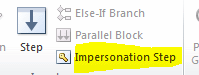 Else-If Branch
Parallel Block
Step
Impersonation Step